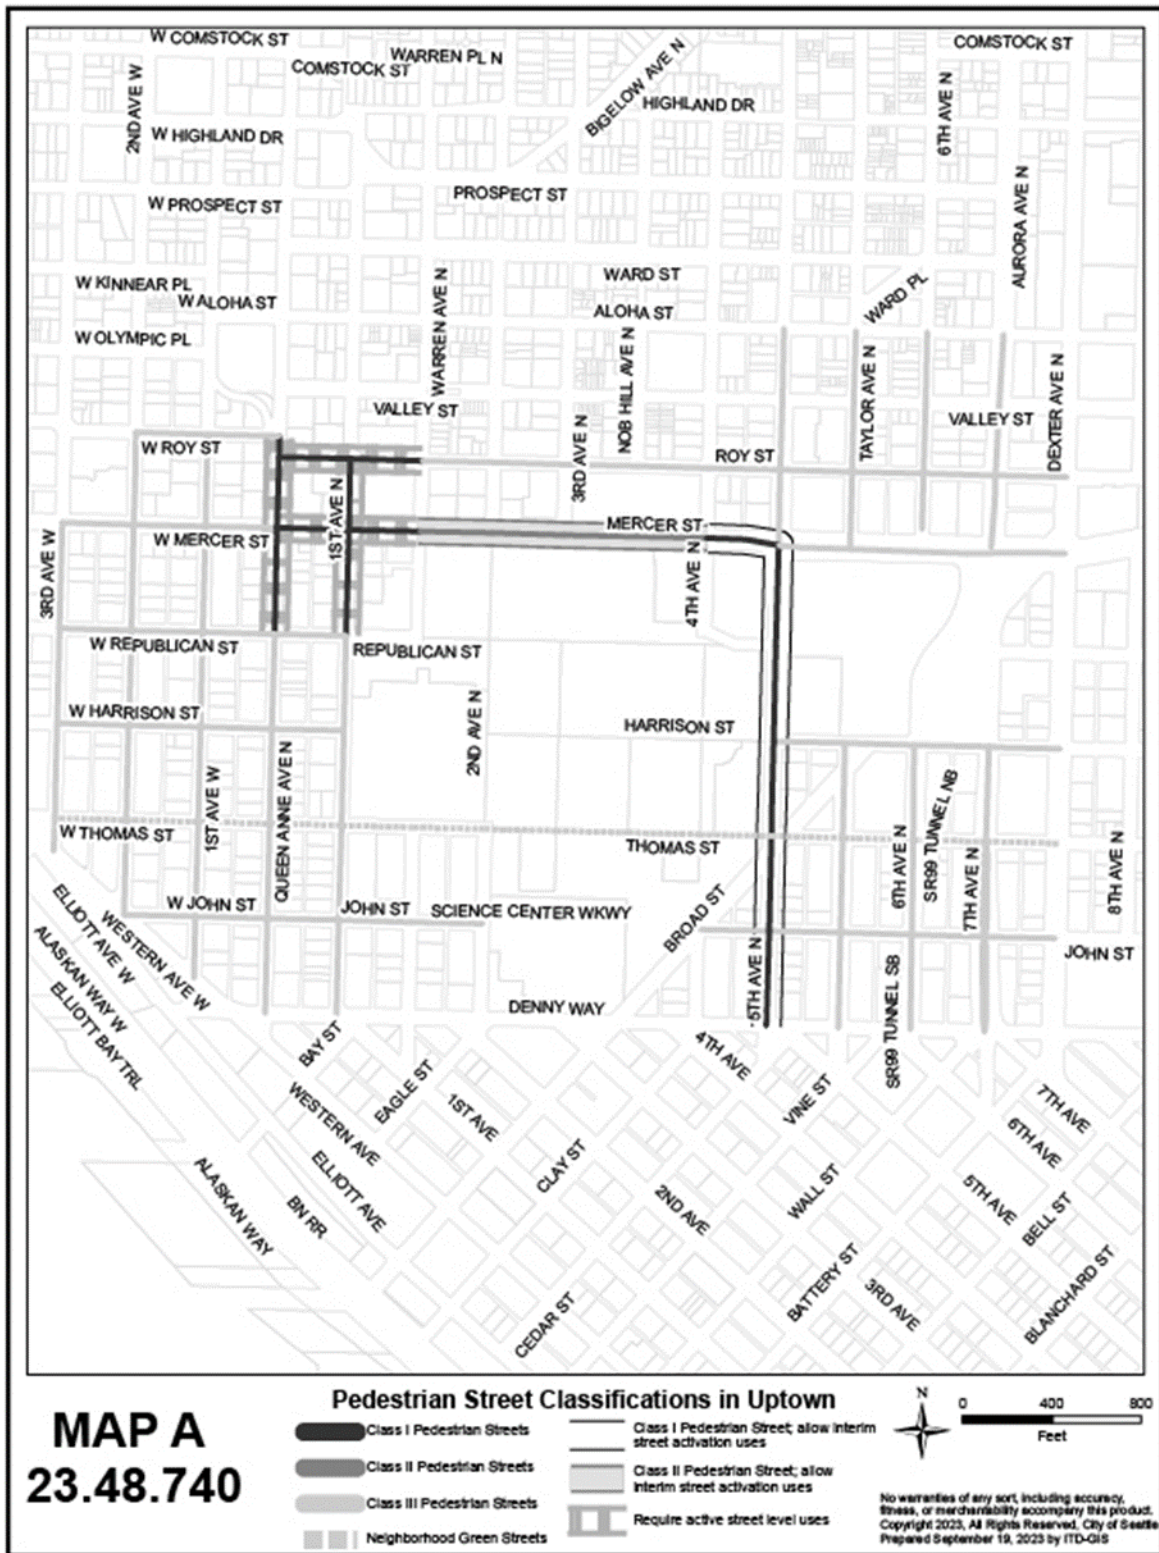 W COMSTOCK ST
WARREN PL N
COMSTOCK ST
BIGELOW AVE N
COMSTOCK ST
2ND AVE W
HIGHLAND DR
6TH AVE N
W HIGHLAND DR
PROSPECT ST
W PROSPECT ST
AURORA AVE N
W KINNEAR PL
W ALOHA ST
WARREN AVE N
WARD ST
WARD PL
ALOHA ST
W OLYMPIC PL
NOB HILL AVE N
TAYLOR AVE N
DEXTER AVE N
VALLEY ST
VALLEY ST
W ROY ST
3RD AVE N
ROY ST
1ST AVE N
MERCER ST
W MERCER ST
3RD AVE W
4TH AVE N
W REPUBLICAN ST
REPUBLICAN ST
W HARRISON ST
2ND AVE N
HARRISON ST
1ST AVE W
QUEEN ANNE AVE N
W THOMAS ST
THOMAS ST
6TH AVE N
SR99 TUNNEL NB
7TH AVE N
8TH AVE N
W JOHN ST
JOHN ST
SCIENCE CENTER WKWY
BROAD ST
ELLIOTT AVE W
WESTERN AVE W
ALASKAN WAY W
ELLIOTT BAY TRL
5TH AVE N
JOHN ST
DENNY WAY
SR99 TUNNEL SB
BAY ST
4TH AVE
EAGLE ST
WESTERN AVE
1ST AVE
VINE ST
7TH AVE
6TH AVE
CLAY ST
ELLIOTT AVE
ALASKAN WAY
BN RR
2ND AVE
WALL ST
5TH AVE
BELL ST
BATTERY ST
3RD AVE
BLANCHARD ST
CEDAR ST
MAP A
23.48.740
Pedestrian Street Classifications in Uptown
Class I Pedestrian Streets
Class II Pedestrian Streets
Class III Pedestrian Streets
Neighborhood Green Streets
Class I Pedestrian Street; allow interim
street activation uses
Class II Pedestrian Street; allow
interim street activation uses
Require active street level uses
N
0 400 800
Feet
No warranties of any sort, including accuracy,
fitness, or merchantability accompany this product.
Copyright 2023, All Rights Reserved, City of Seattle
Prepared September 19, 2023 by ITD-GIS